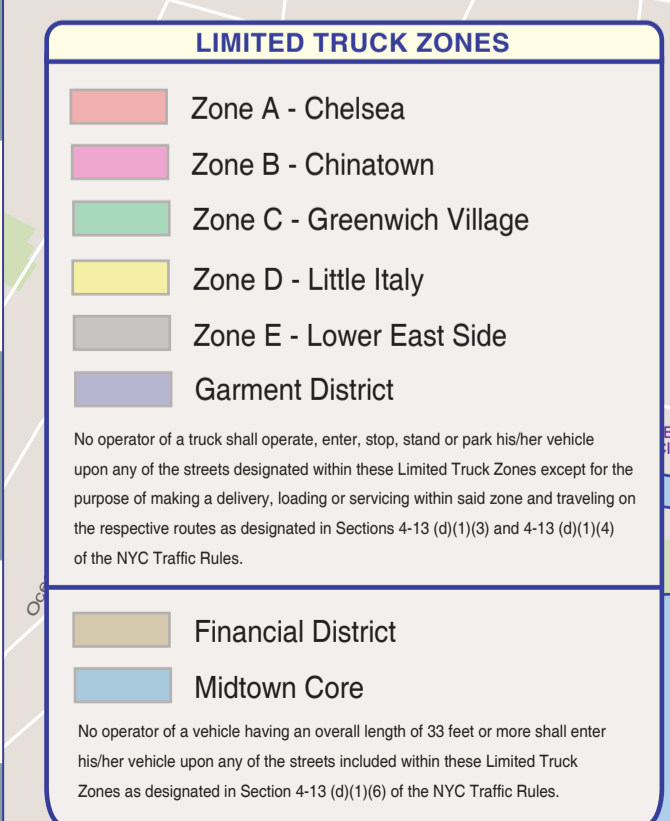 LIMITED TRUCK ZONES
Zone A - Chelsea
Zone B - Chinatown
Zone C - Greenwich Village
Zone D - Little Italy
Zone E - Lower East Side
Garment District
No operator of a truck shall operate, enter, stop, stand or park his/her vehicle
upon any of the streets designated within these Limited Truck Zones except for the
purpose of making a delivery, loading or servicing within said zone and traveling on
the respective routes as designated in Sections 4-13 (d)(1)(3) and 4-13 (d)(1)(4)
of the NYC Traffic Rules.
Financial District
Midtown Core
No operator of a vehicle having an overall length of 33 feet or more shall enter
his/her vehicle upon any of the streets included within these Limited Truck
Zones as designated in Section 4-13 (d)(1)(6) of the NYC Traffic Rules.